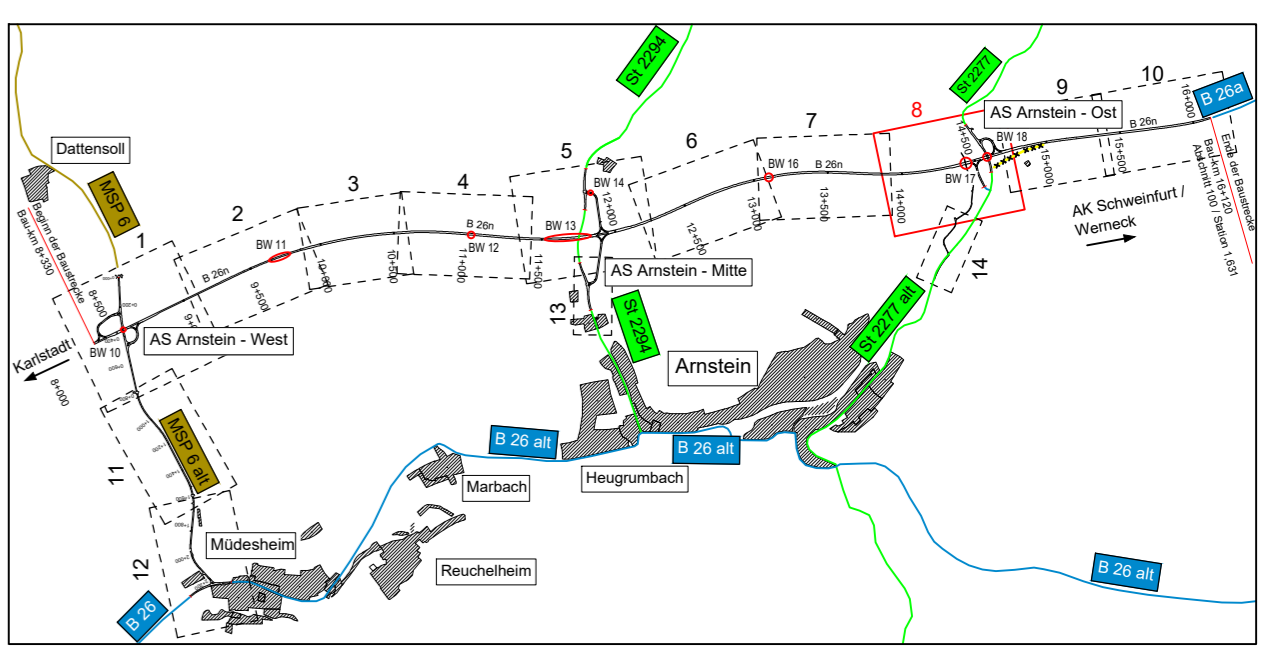 St 2294
St 2277
10
9
8
7
6
5
4
3
2
1
AS Arnstein - Ost
16+000
B 26a
B 26n
BW 18
14+500
BW 17
15+000
15+500
14+000
Ende der Baustrecke
Bau-km 16+120
Abschnitt 100 / Station 1.631
AK Schweinfurt /
Werneck
Dattensoll
MSP 6
Beginn der Baustrecke
Bau-km 8+330
BW 16
B 26n
13+500
13+000
BW 14
12+000
BW 13
12+500
B 26n
BW 12
11+500
11+000
10+500
10+000
BW 11
B 26n
9+500
8+500
BW 10
AS Arnstein - West
AS Arnstein - Mitte
Karlstadt
8+000
13
14
St 2294
St 2277 alt
Arnstein
MSP 6 alt
11
B 26 alt
B 26 alt
Heugrumbach
Marbach
Müdesheim
Reuchelheim
12
B 26
B 26 alt